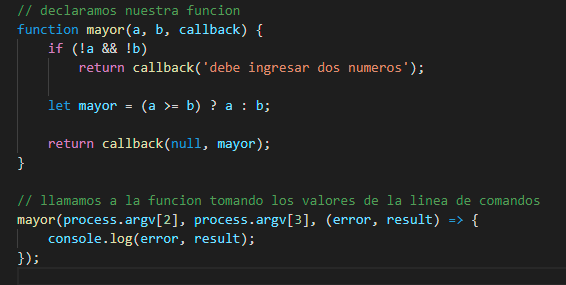 // declaramos nuestra funcion
function mayor(a, b, callback) {
    if (!a && !b)
        return callback('debe ingresar dos numeros');
    let mayor = (a >= b) ? a : b;
    return callback(null, mayor);
}
// llamamos a la funcion tomando los valores de la linea de comandos
mayor(process.argv[2], process.argv[3], (error, result) => {
    console.log(error, result);
});